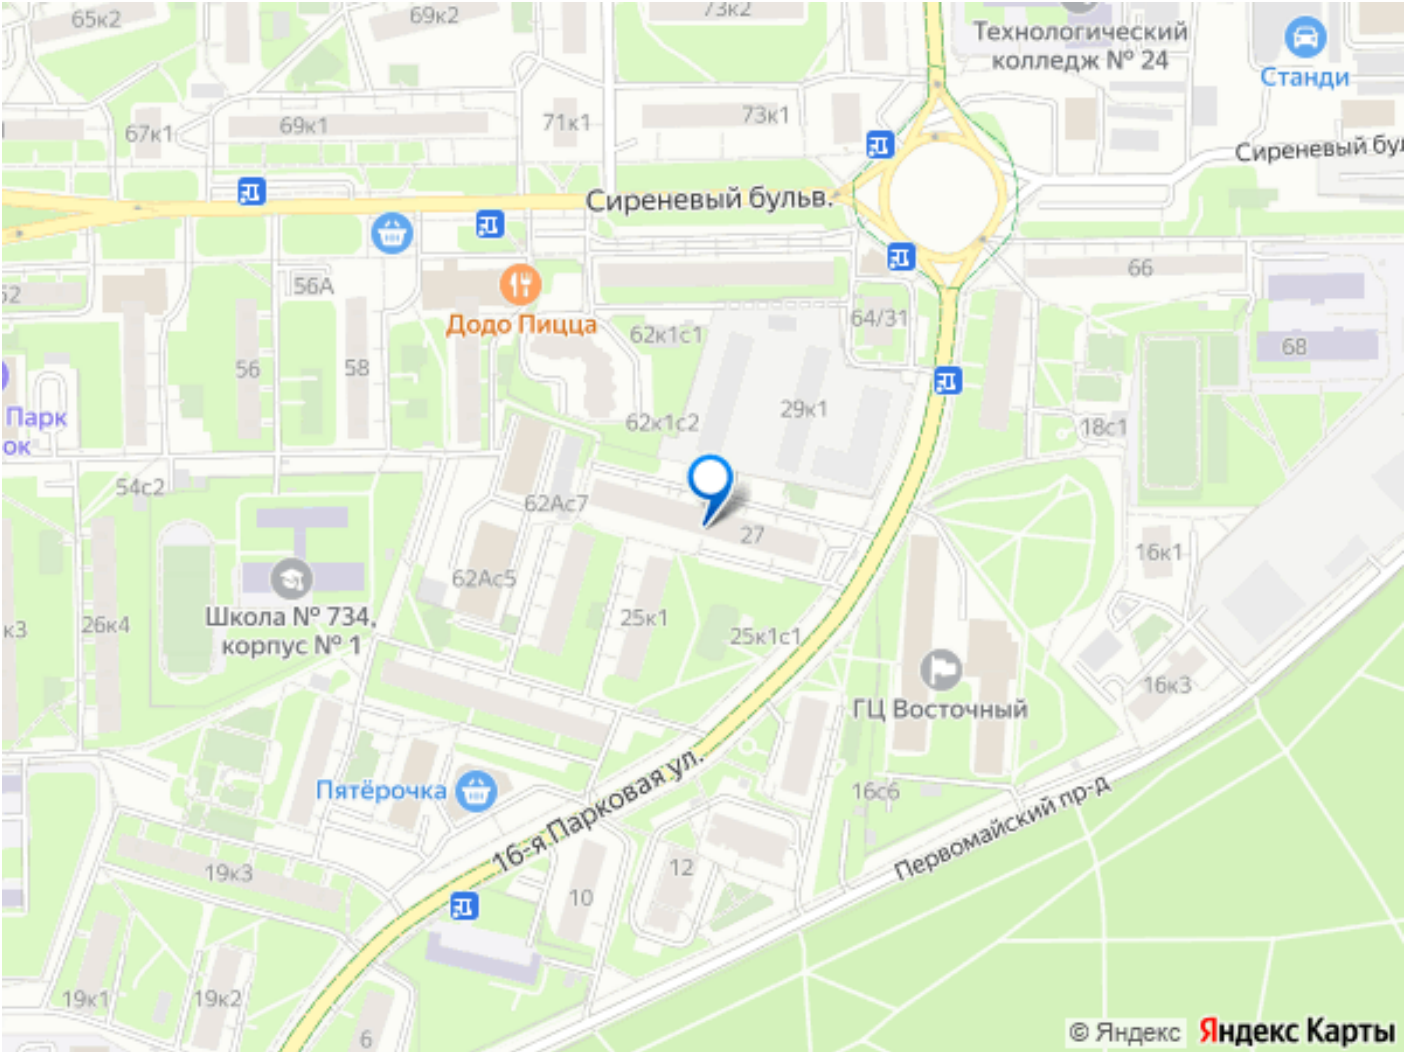 65к2
69к2
73к2
Технологический
колледж № 24
Станди
67к1
69к1
71к1
73к1
Сиреневый бул
Сиреневый бульв.
52
56А
66
Додо Пицца
62к1с1
64/31
68
56
58
Парк
ок
62к1с2
29к1
18с1
54с2
62Ас7
27
16к1
62Ас5
Школа № 734,
корпус № 1
к3
26к4
25к1
25к1с1
16к3
ГЦ Восточный
Пятёрочка
16-я Парковая ул.
16с6
Первомайский пр-д
19к3
12
10
19к1
19к2
6
© Яндекс
Яндекс Карты